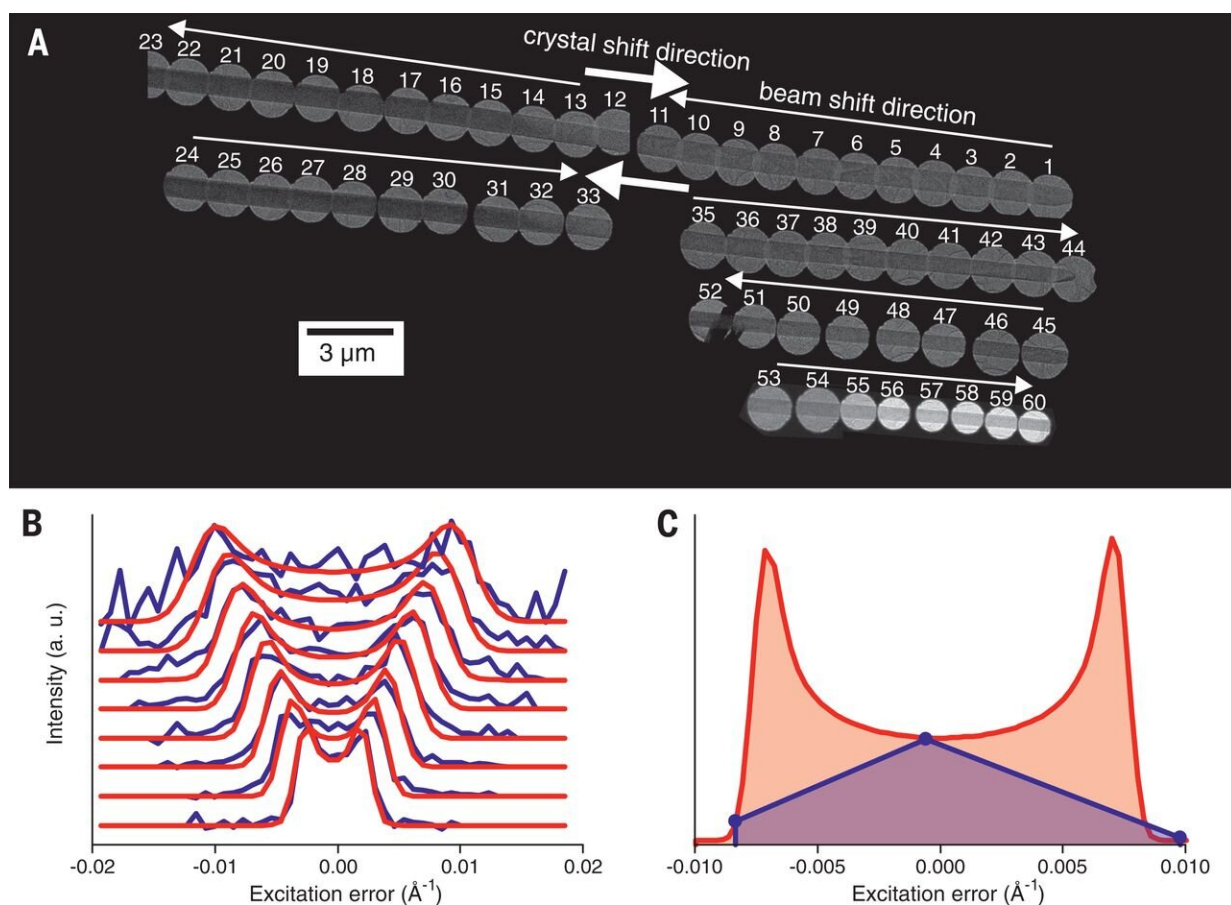 A
crystal shift direction
beam shift direction
23 22 21 20 19 18 17 16 15 14 13 12
11 10 9 8 7 6 5 4 3 2 1
24 25 26 27 28 29 30 31 32 33
35 36 37 38 39 40 41 42 43 44
52 51 50 49 48 47 46 45
53 54 55 56 57 58 59 60
3 μm
B
Intensity (a. u.)
-0.02 -0.01 0.00 0.01 0.02
Excitation error (Å⁻¹)
C
-0.010 -0.005 0.000 0.005 0.010
Excitation error (Å⁻¹)